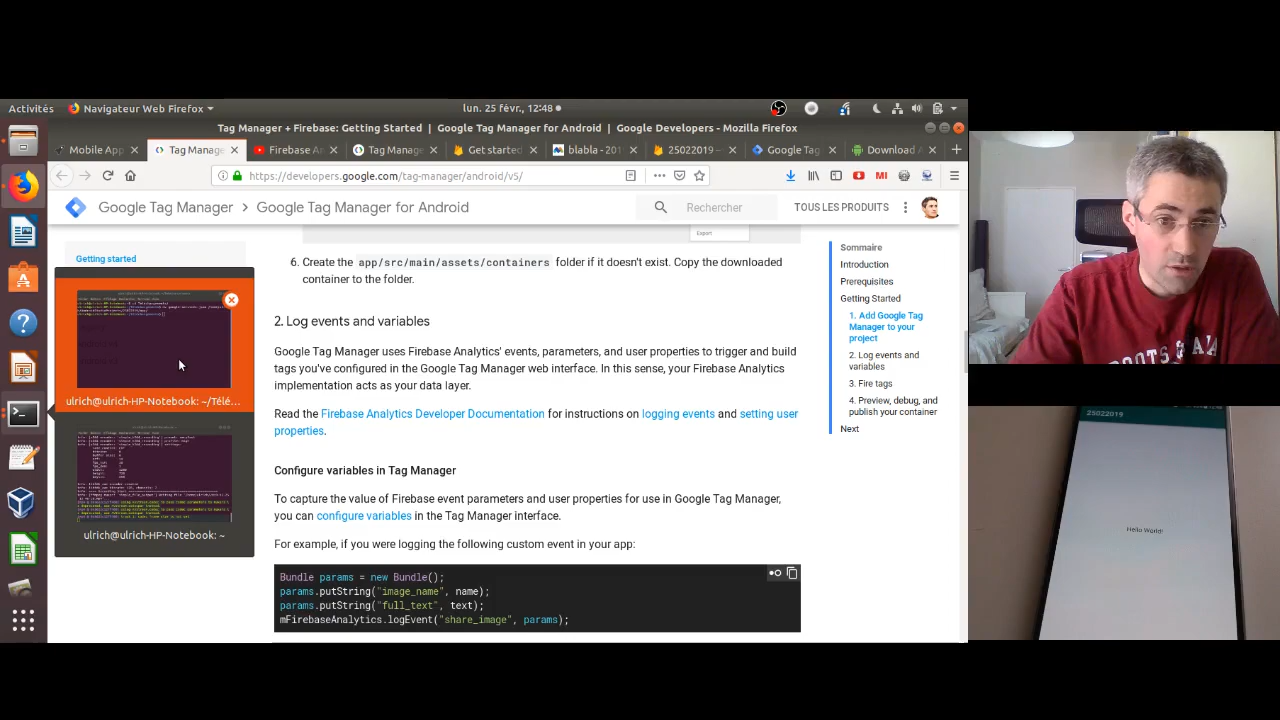 Activités
Navigateur Web Firefox
lun. 25 févr., 12:48
Tag Manager + Firebase: Getting Started | Google Tag Manager for Android | Google Developers - Mozilla Firefox
Mobile App
Tag Manage
Firebase An
Tag Manage
Get started
blabla - 201
25022019 –
Google Tag
Download A
https://developers.google.com/tag-manager/android/v5/
Google Tag Manager > Google Tag Manager for Android
Rechercher
TOUS LES PRODUITS
Getting started
Export
6. Create the app/src/main/assets/containers folder if it doesn't exist. Copy the downloaded
container to the folder.
2. Log events and variables
Google Tag Manager uses Firebase Analytics' events, parameters, and user properties to trigger and build
tags you've configured in the Google Tag Manager web interface. In this sense, your Firebase Analytics
implementation acts as your data layer.
Read the Firebase Analytics Developer Documentation for instructions on logging events and setting user
properties.
Configure variables in Tag Manager
To capture the value of Firebase event parameters and user properties for use in Google Tag Manager,
you can configure variables in the Tag Manager interface.
For example, if you were logging the following custom event in your app:
Bundle params = new Bundle();
params.putString("image_name", name);
params.putString("full_text", text);
mFirebaseAnalytics.logEvent("share_image", params);
Sommaire
Introduction
Prerequisites
Getting Started
1. Add Google Tag
Manager to your
project
2. Log events and
variables
3. Fire tags
4. Preview, debug, and
publish your container
Next
ulrich@ulrich-HP-Notebook: ~/Télé...
ulrich@ulrich-HP-Notebook: ~
25022019
Hello World!